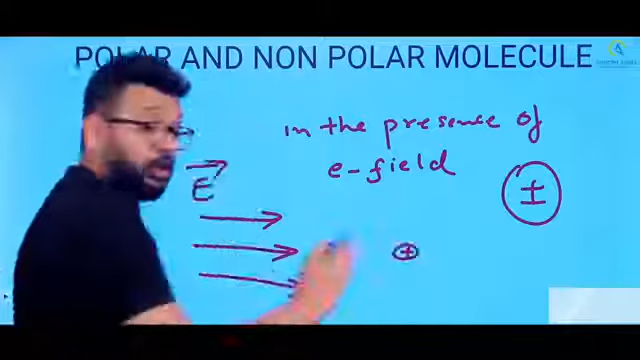 POLAR AND NON POLAR MOLECULE
in the presence of
e-field
E
±
+